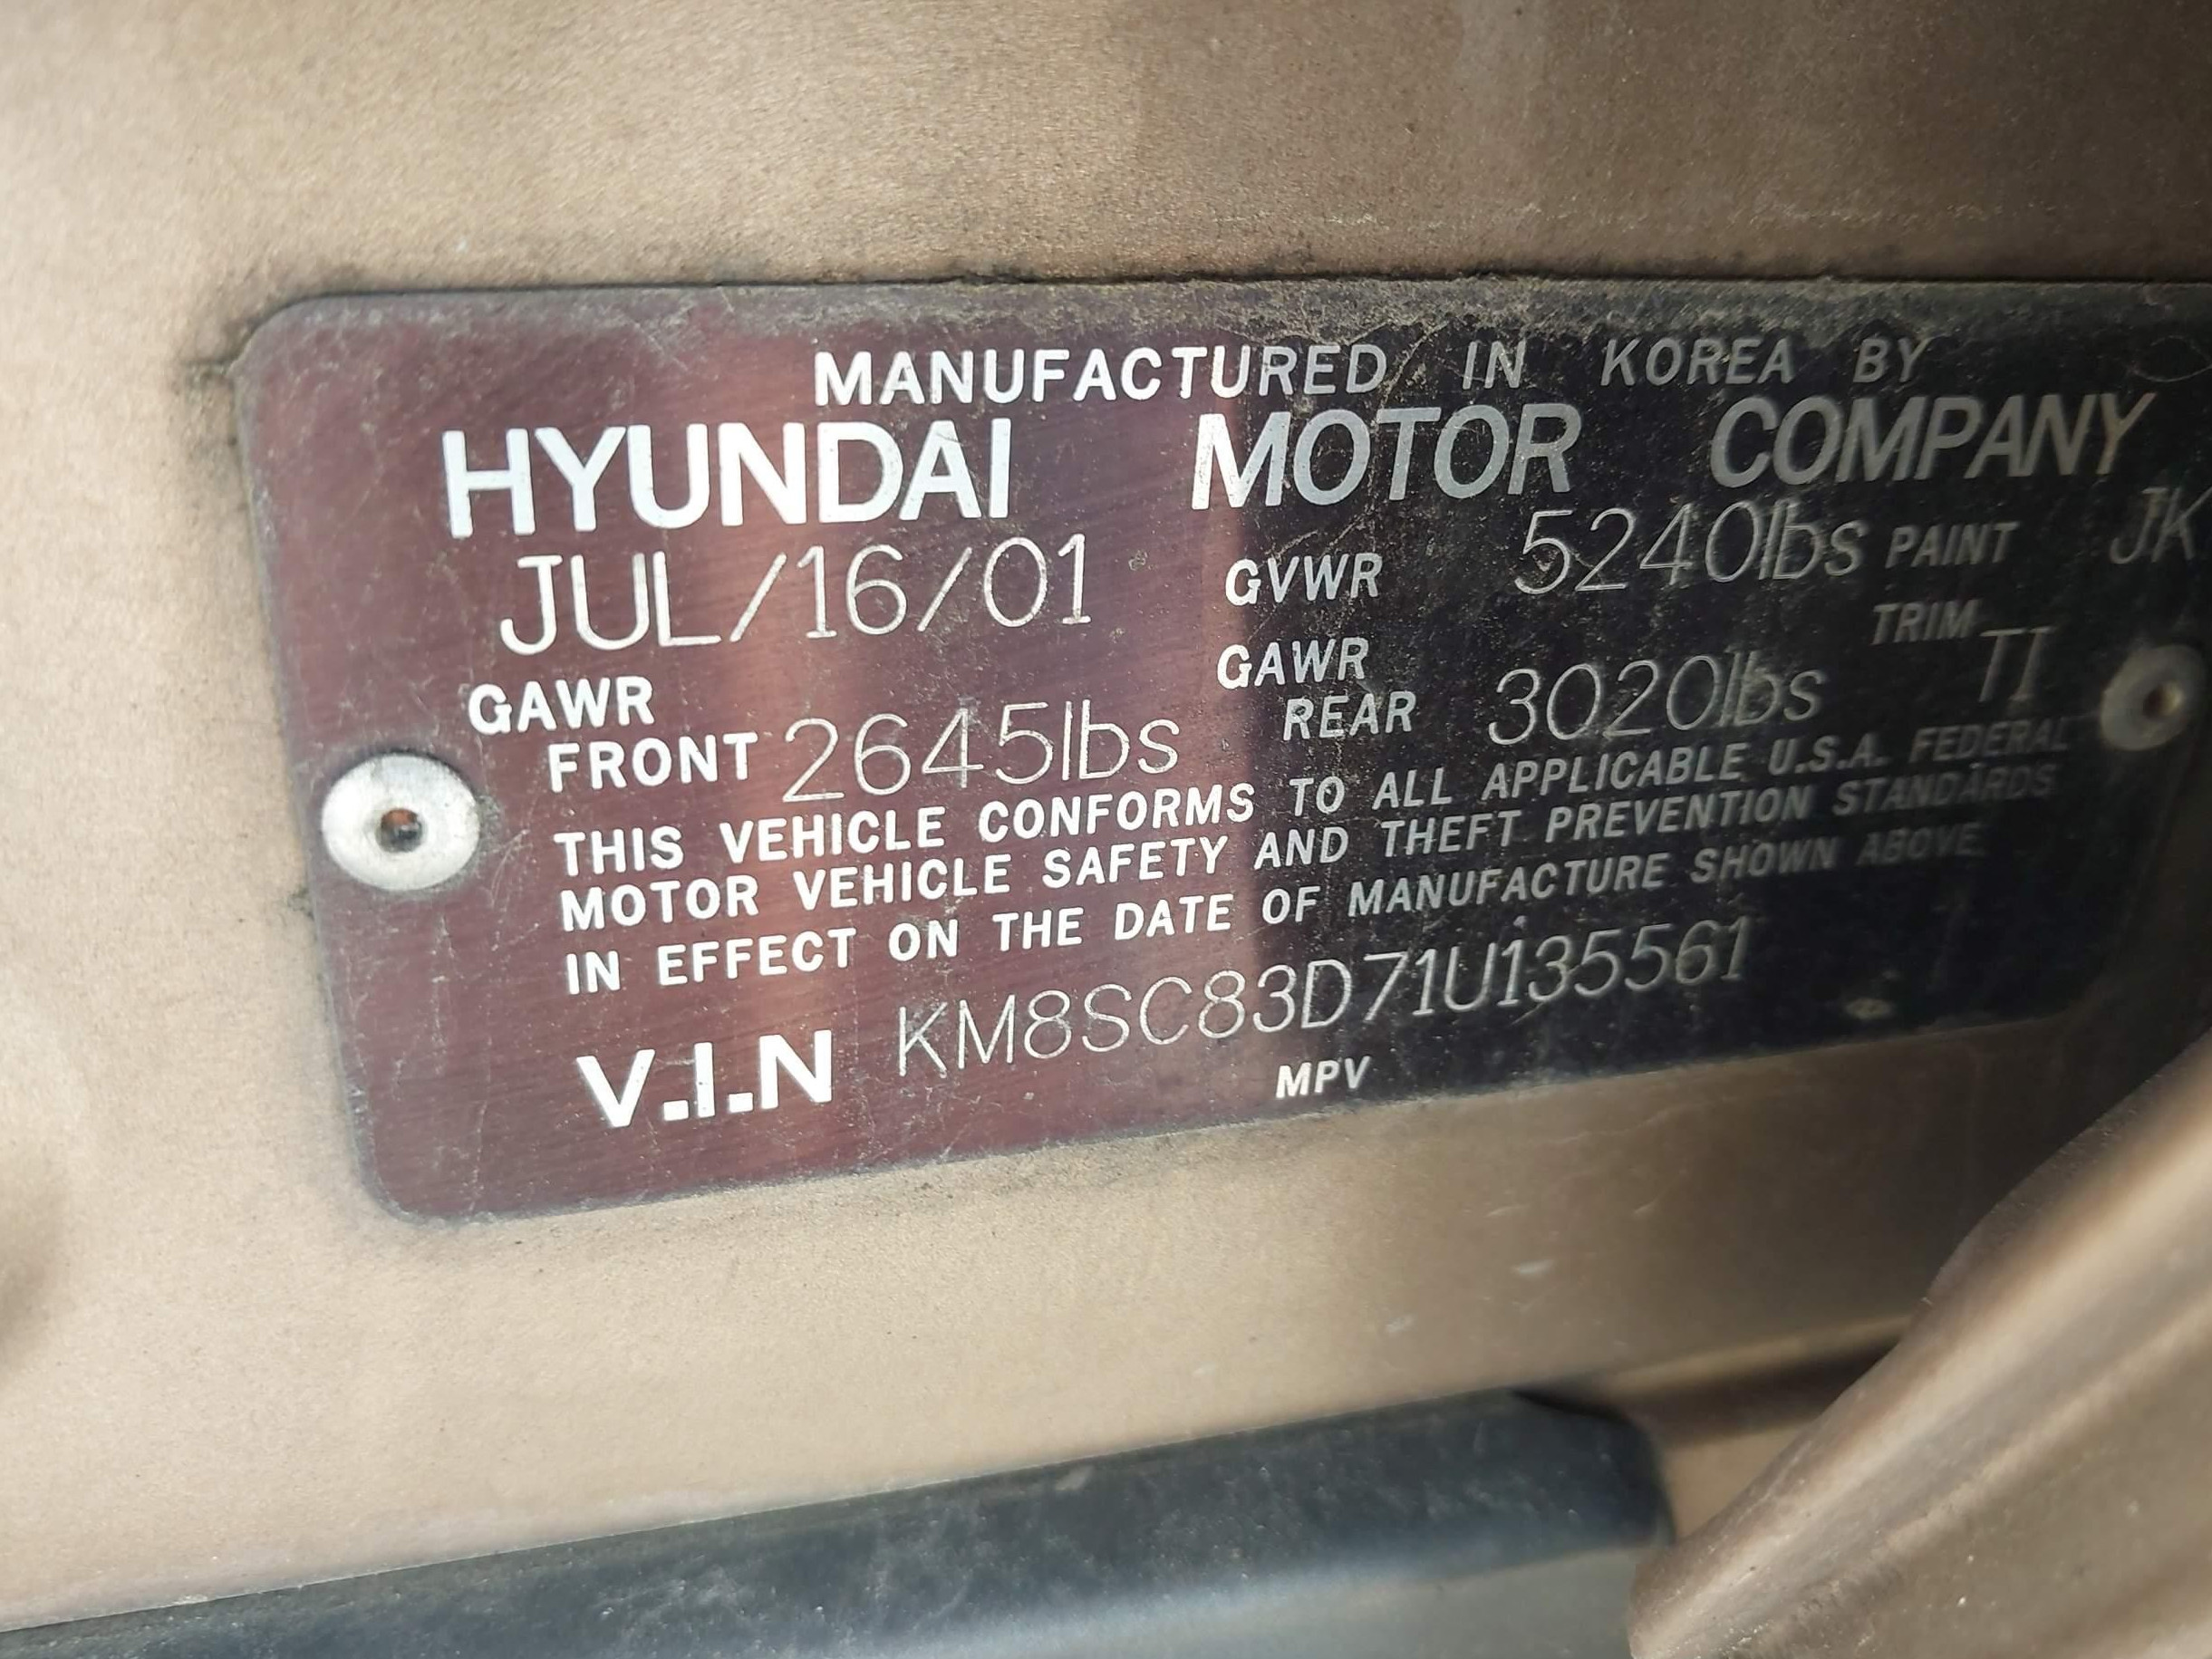 MANUFACTURED IN KOREA BY
HYUNDAI MOTOR COMPANY
JUL/16/01 GVWR 5240lbs PAINT JK
GAWR FRONT 2645lbs GAWR REAR 3020lbs TRIM TI
THIS VEHICLE CONFORMS TO ALL APPLICABLE U.S.A. FEDERAL
MOTOR VEHICLE SAFETY AND THEFT PREVENTION STANDARDS
IN EFFECT ON THE DATE OF MANUFACTURE SHOWN ABOVE
V.I.N KM8SC83D71U135561
MPV